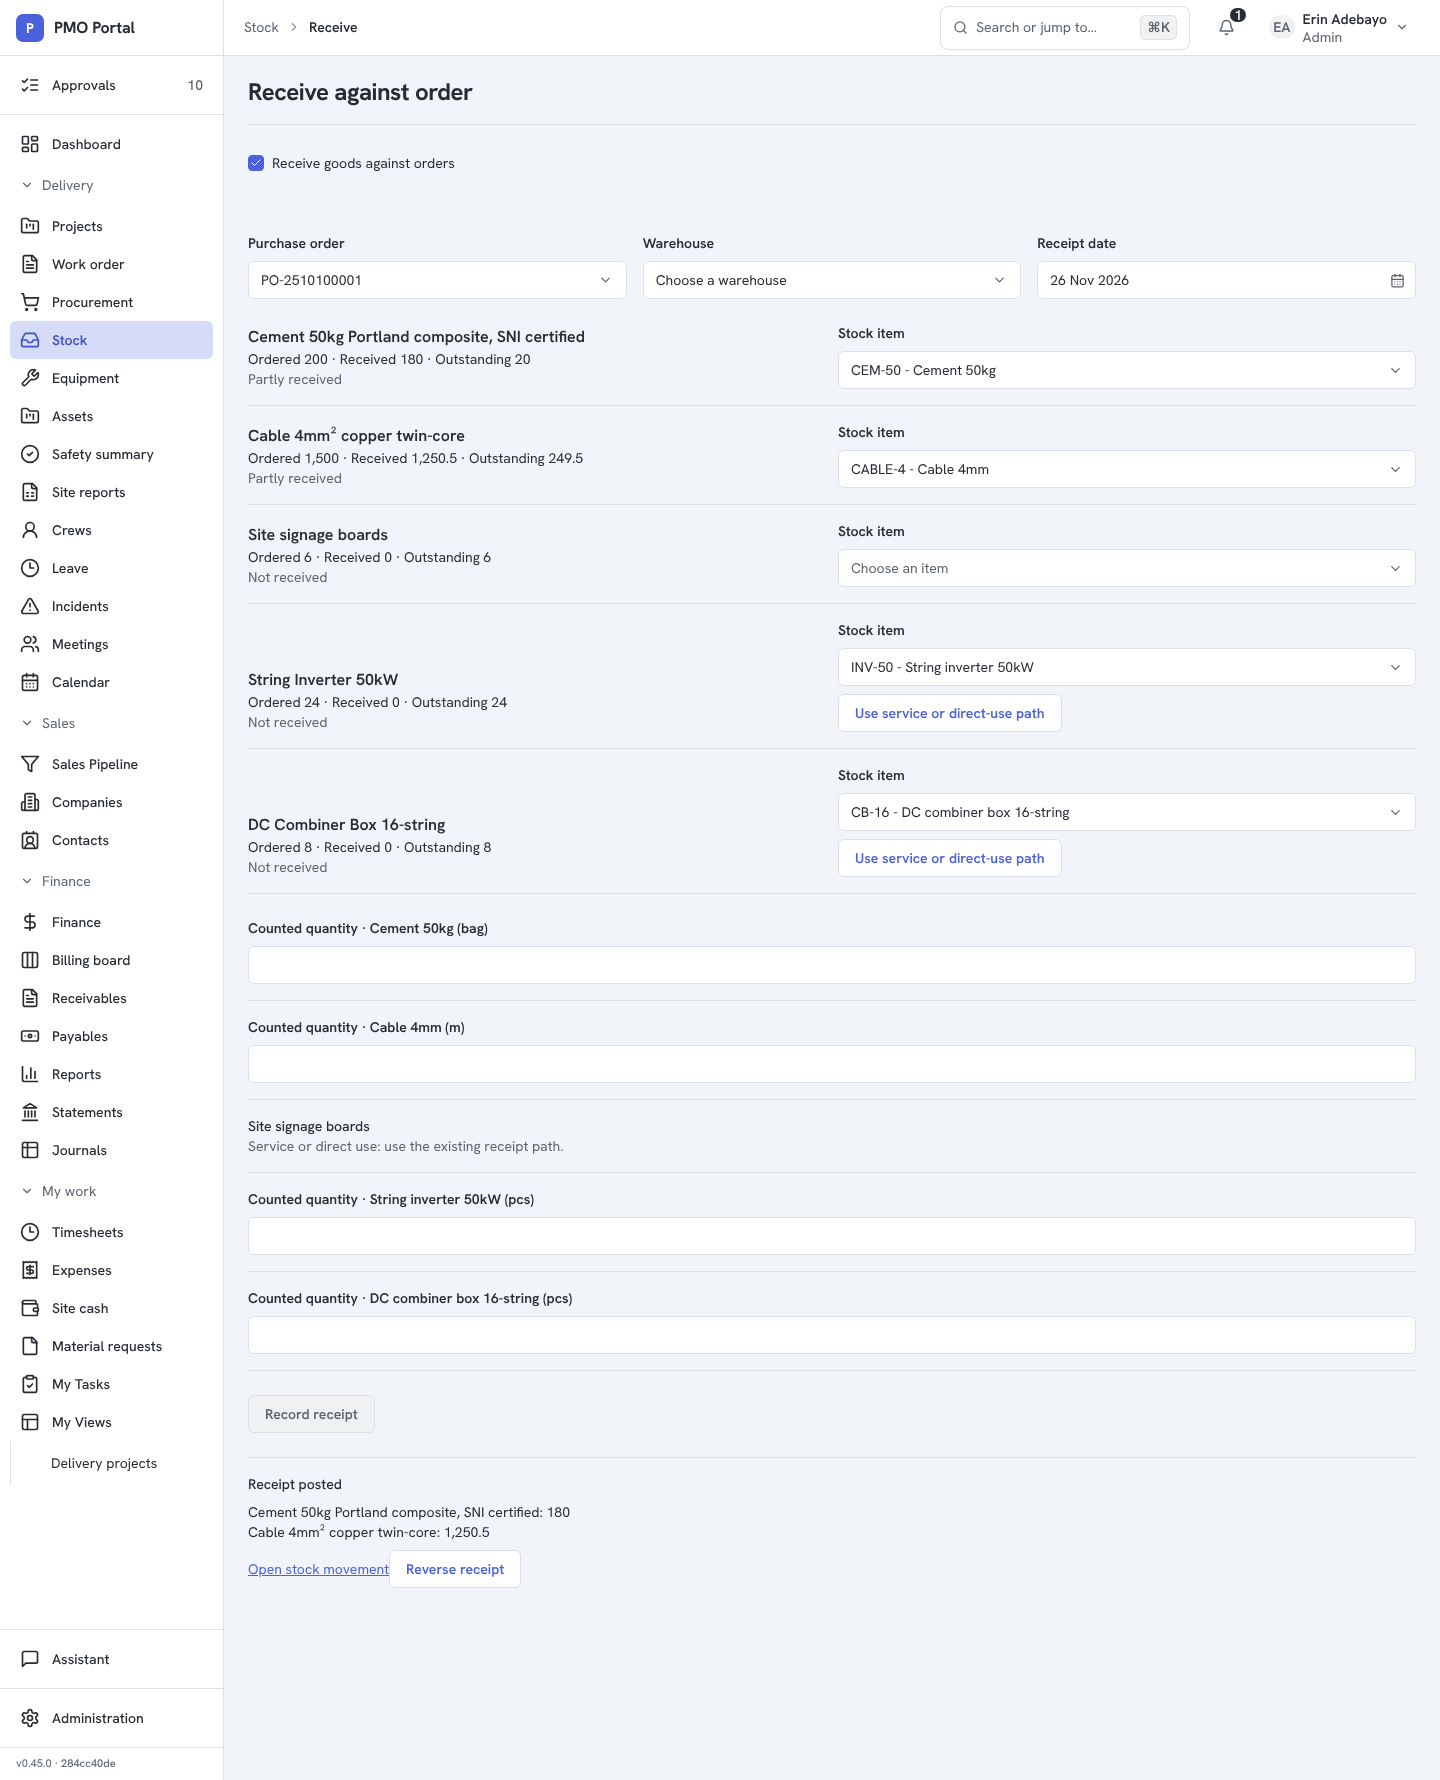 P PMO Portal
Stock > Receive
Search or jump to... ⌘K
1
EA Erin Adebayo
Admin
Approvals 10
Dashboard
Delivery
Projects
Work order
Procurement
Stock
Equipment
Assets
Safety summary
Site reports
Crews
Leave
Incidents
Meetings
Calendar
Sales
Sales Pipeline
Companies
Contacts
Finance
Finance
Billing board
Receivables
Payables
Reports
Statements
Journals
My work
Timesheets
Expenses
Site cash
Material requests
My Tasks
My Views
Delivery projects
Assistant
Administration
v0.45.0 · 284cc40de
Receive against order
Receive goods against orders
Purchase order
PO-2510100001
Warehouse
Choose a warehouse
Receipt date
26 Nov 2026
Cement 50kg Portland composite, SNI certified
Ordered 200 · Received 180 · Outstanding 20
Partly received
Stock item
CEM-50 - Cement 50kg
Cable 4mm² copper twin-core
Ordered 1,500 · Received 1,250.5 · Outstanding 249.5
Partly received
Stock item
CABLE-4 - Cable 4mm
Site signage boards
Ordered 6 · Received 0 · Outstanding 6
Not received
Stock item
Choose an item
String Inverter 50kW
Ordered 24 · Received 0 · Outstanding 24
Not received
Stock item
INV-50 - String inverter 50kW
Use service or direct-use path
DC Combiner Box 16-string
Ordered 8 · Received 0 · Outstanding 8
Not received
Stock item
CB-16 - DC combiner box 16-string
Use service or direct-use path
Counted quantity · Cement 50kg (bag)
Counted quantity · Cable 4mm (m)
Site signage boards
Service or direct use: use the existing receipt path.
Counted quantity · String inverter 50kW (pcs)
Counted quantity · DC combiner box 16-string (pcs)
Record receipt
Receipt posted
Cement 50kg Portland composite, SNI certified: 180
Cable 4mm² copper twin-core: 1,250.5
Open stock movement Reverse receipt